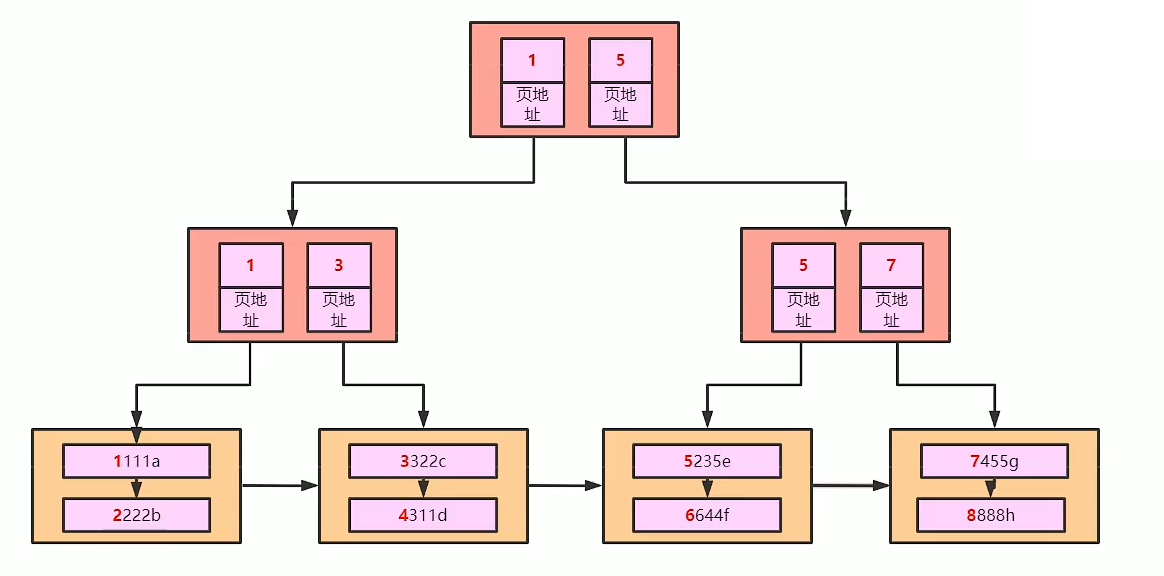 1 5
页地
址
页地
址
1 3
页地
址
页地
址
5 7
页地
址
页地
址
1111a
2222b
3322c
4311d
5235e
6644f
7455g
8888h